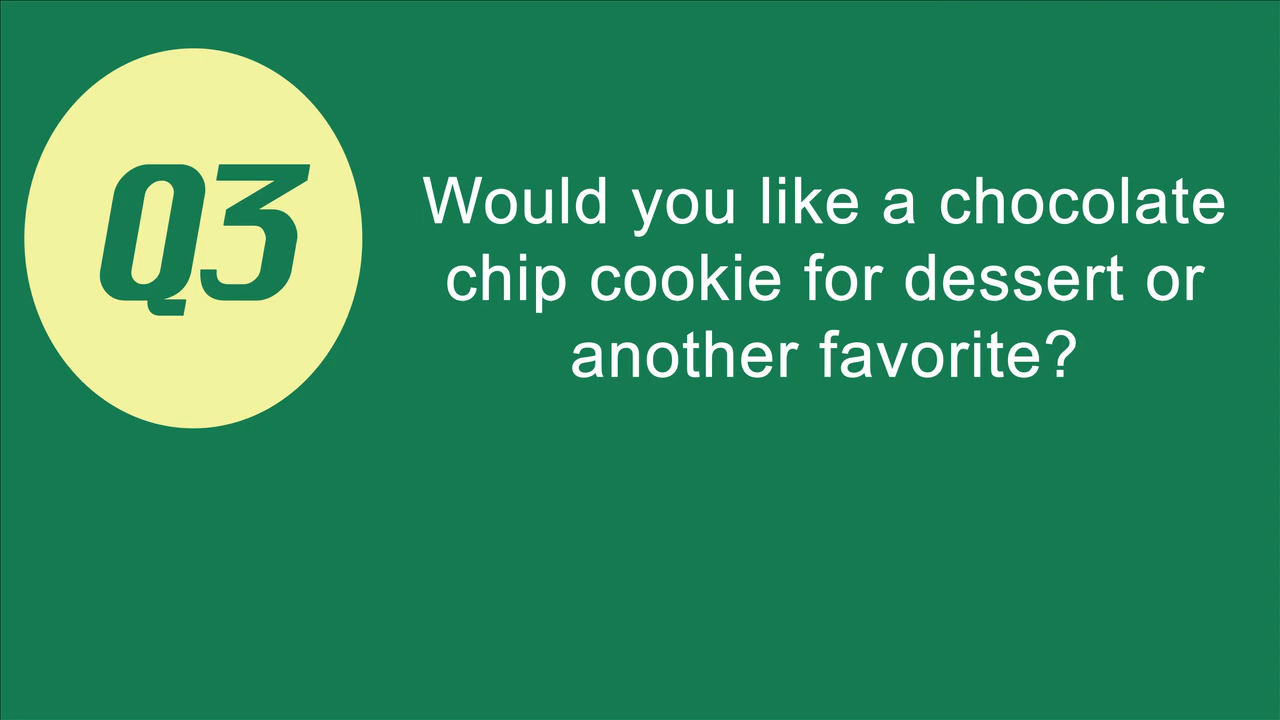 Q3
Would you like a chocolate
chip cookie for dessert or
another favorite?